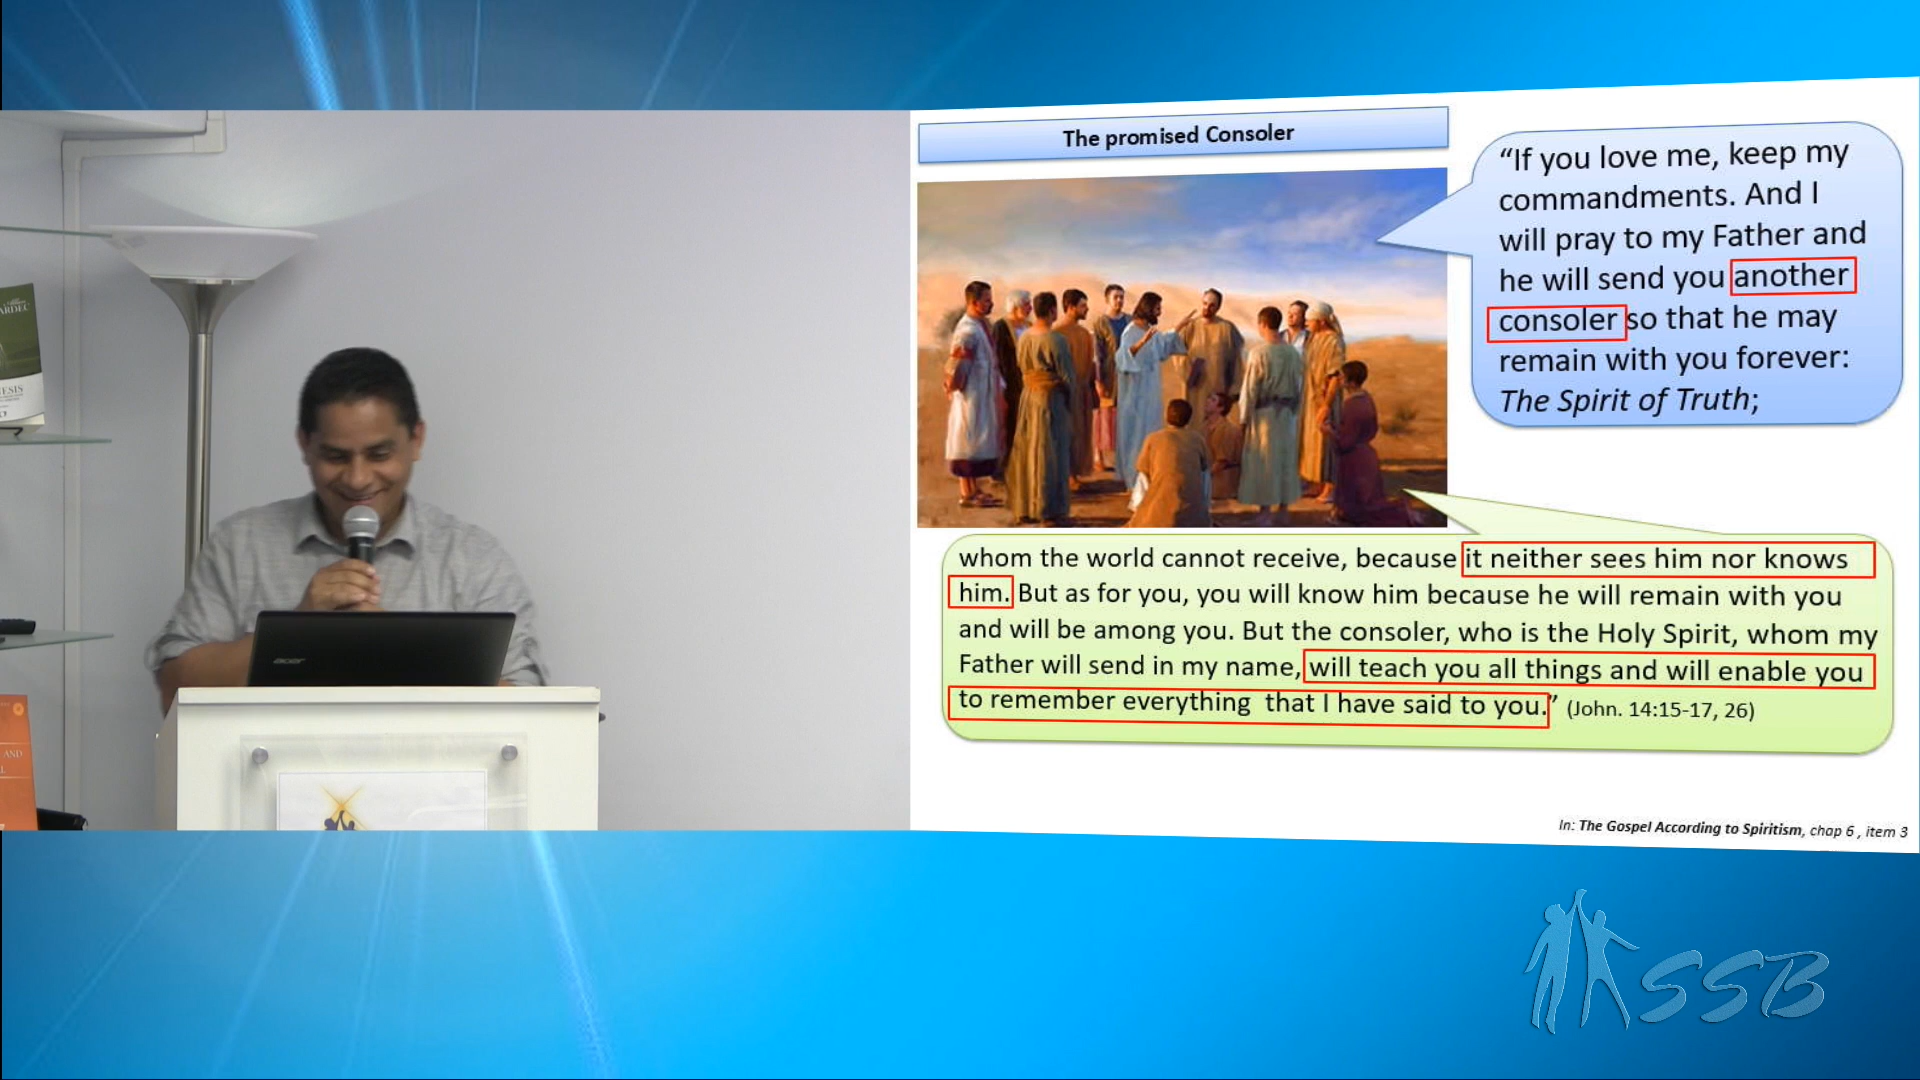 The promised Consoler
“If you love me, keep my
commandments. And I
will pray to my Father and
he will send you another
consoler so that he may
remain with you forever:
The Spirit of Truth;
whom the world cannot receive, because it neither sees him nor knows
him. But as for you, you will know him because he will remain with you
and will be among you. But the consoler, who is the Holy Spirit, whom my
Father will send in my name, will teach you all things and will enable you
to remember everything that I have said to you.” (John. 14:15-17, 26)
In: The Gospel According to Spiritism, chap 6 , item 3
acer
AND
SSB